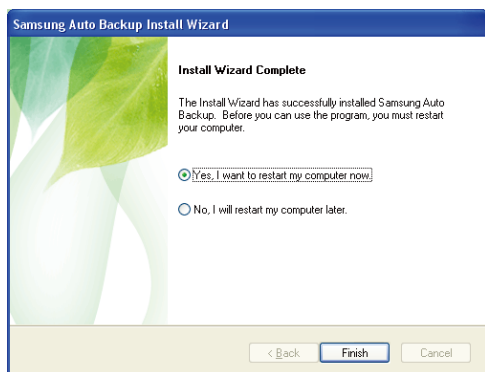 Samsung Auto Backup Install Wizard
Install Wizard Complete
The Install Wizard has successfully installed Samsung Auto
Backup. Before you can use the program, you must restart
your computer.
Yes, I want to restart my computer now.
No, I will restart my computer later.
< Back Finish Cancel